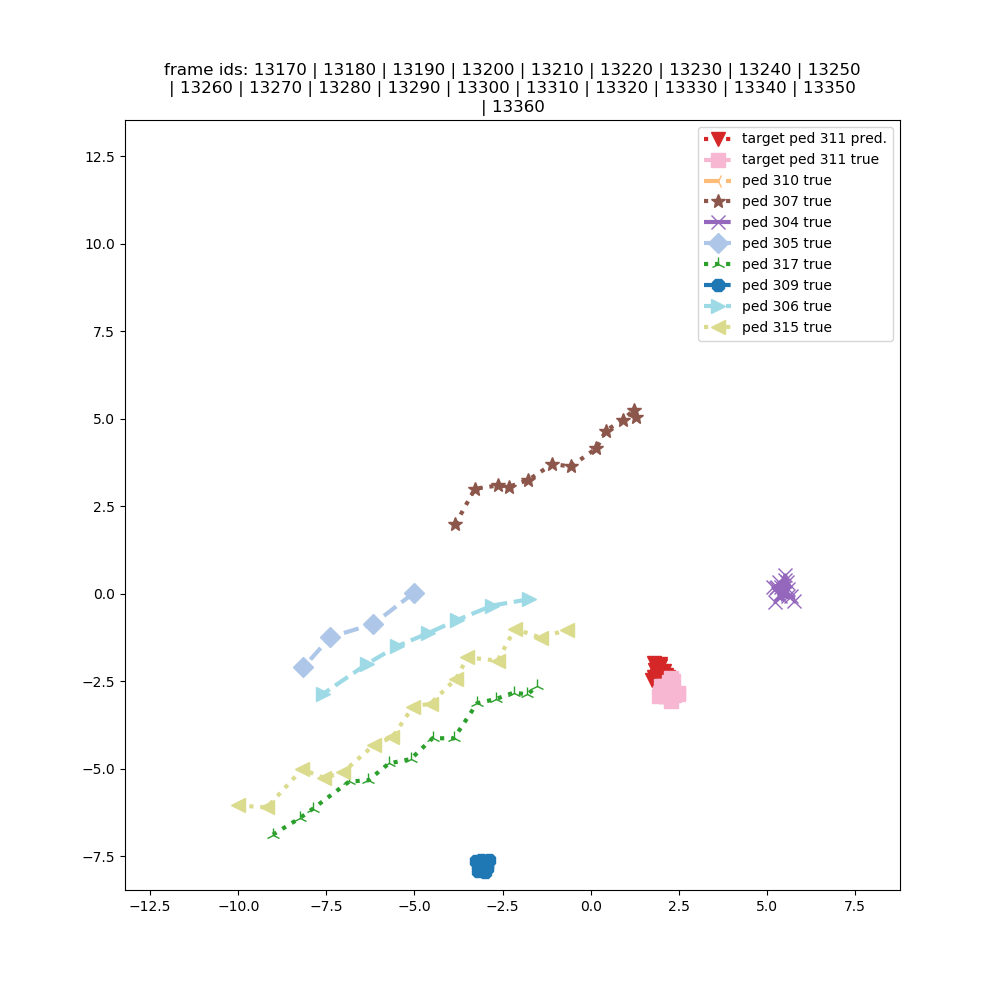 frame ids: 13170 | 13180 | 13190 | 13200 | 13210 | 13220 | 13230 | 13240 | 13250
| 13260 | 13270 | 13280 | 13290 | 13300 | 13310 | 13320 | 13330 | 13340 | 13350
| 13360
target ped 311 pred.
target ped 311 true
ped 310 true
ped 307 true
ped 304 true
ped 305 true
ped 317 true
ped 309 true
ped 306 true
ped 315 true
12.5
10.0
7.5
5.0
2.5
0.0
−2.5
−5.0
−7.5
−12.5
−10.0
−7.5
−5.0
−2.5
0.0
2.5
5.0
7.5